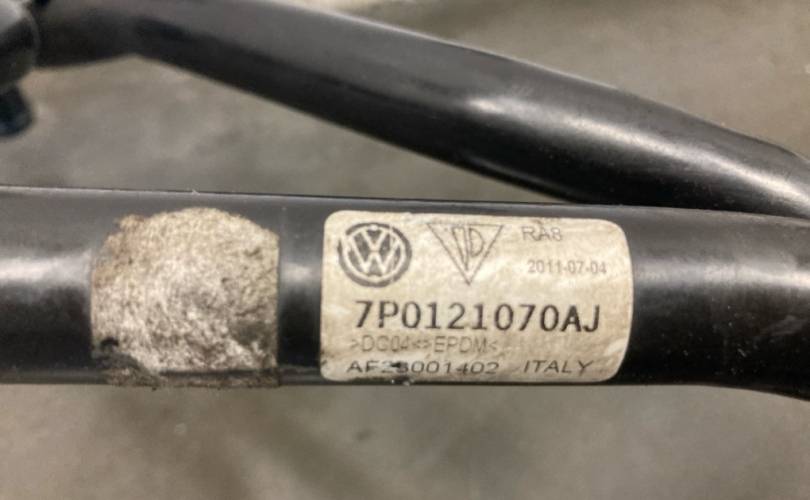 RA8
2011-07-04
7P0121070AJ
>DC04<>EPDM<
AF25001402 ITALY